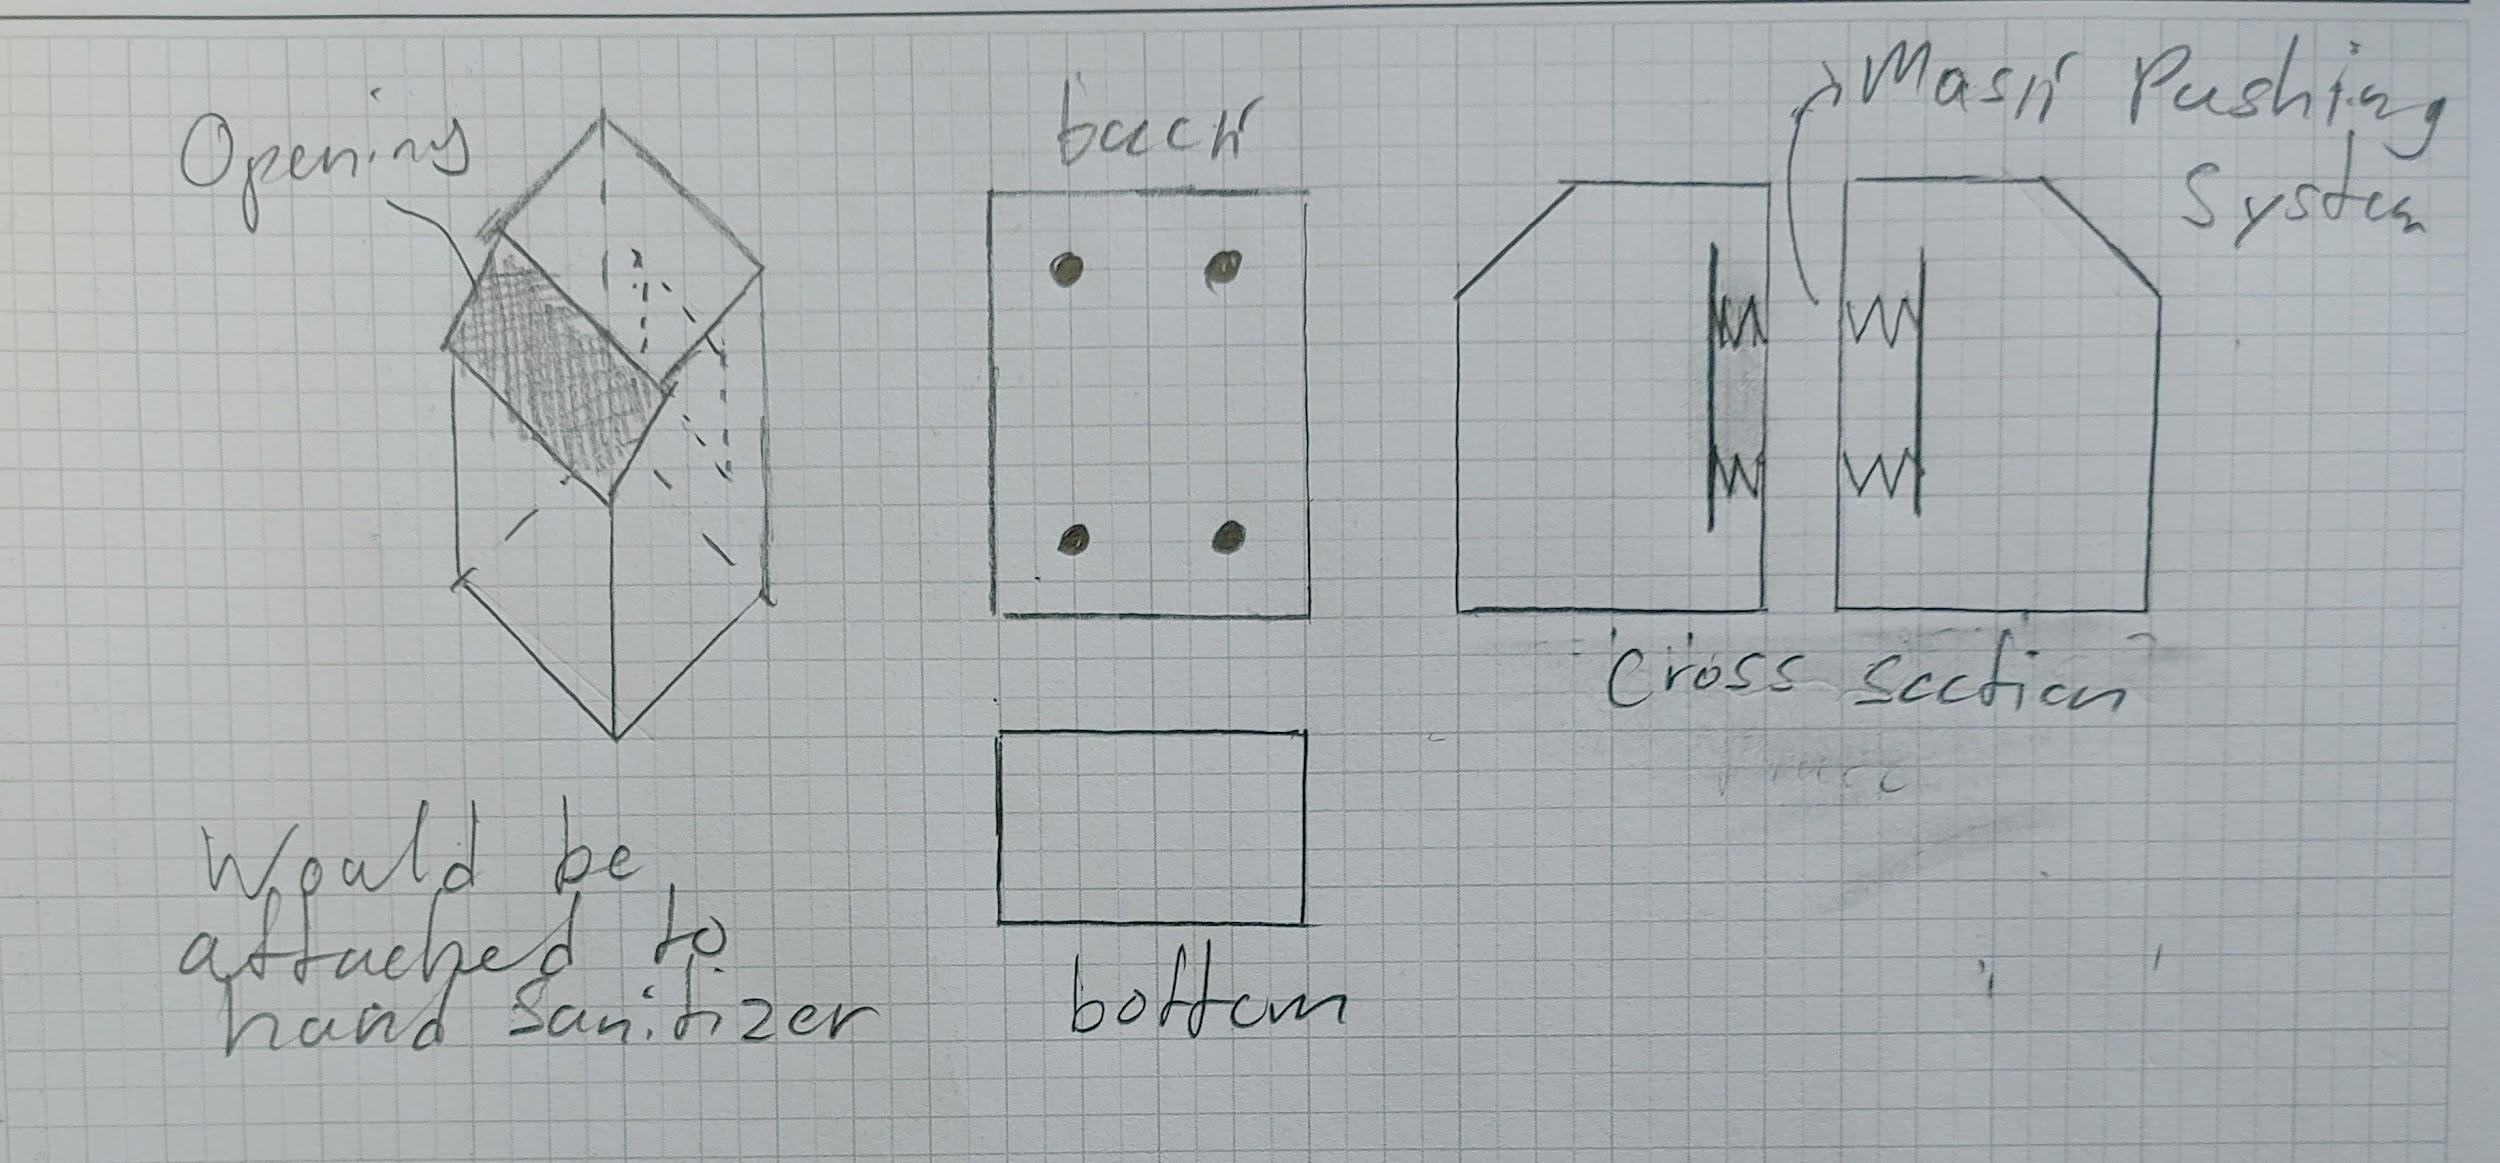 Opening
back
Mask Pushing
System
Cross section
Would be
attached to
hand sanitizer
bottom